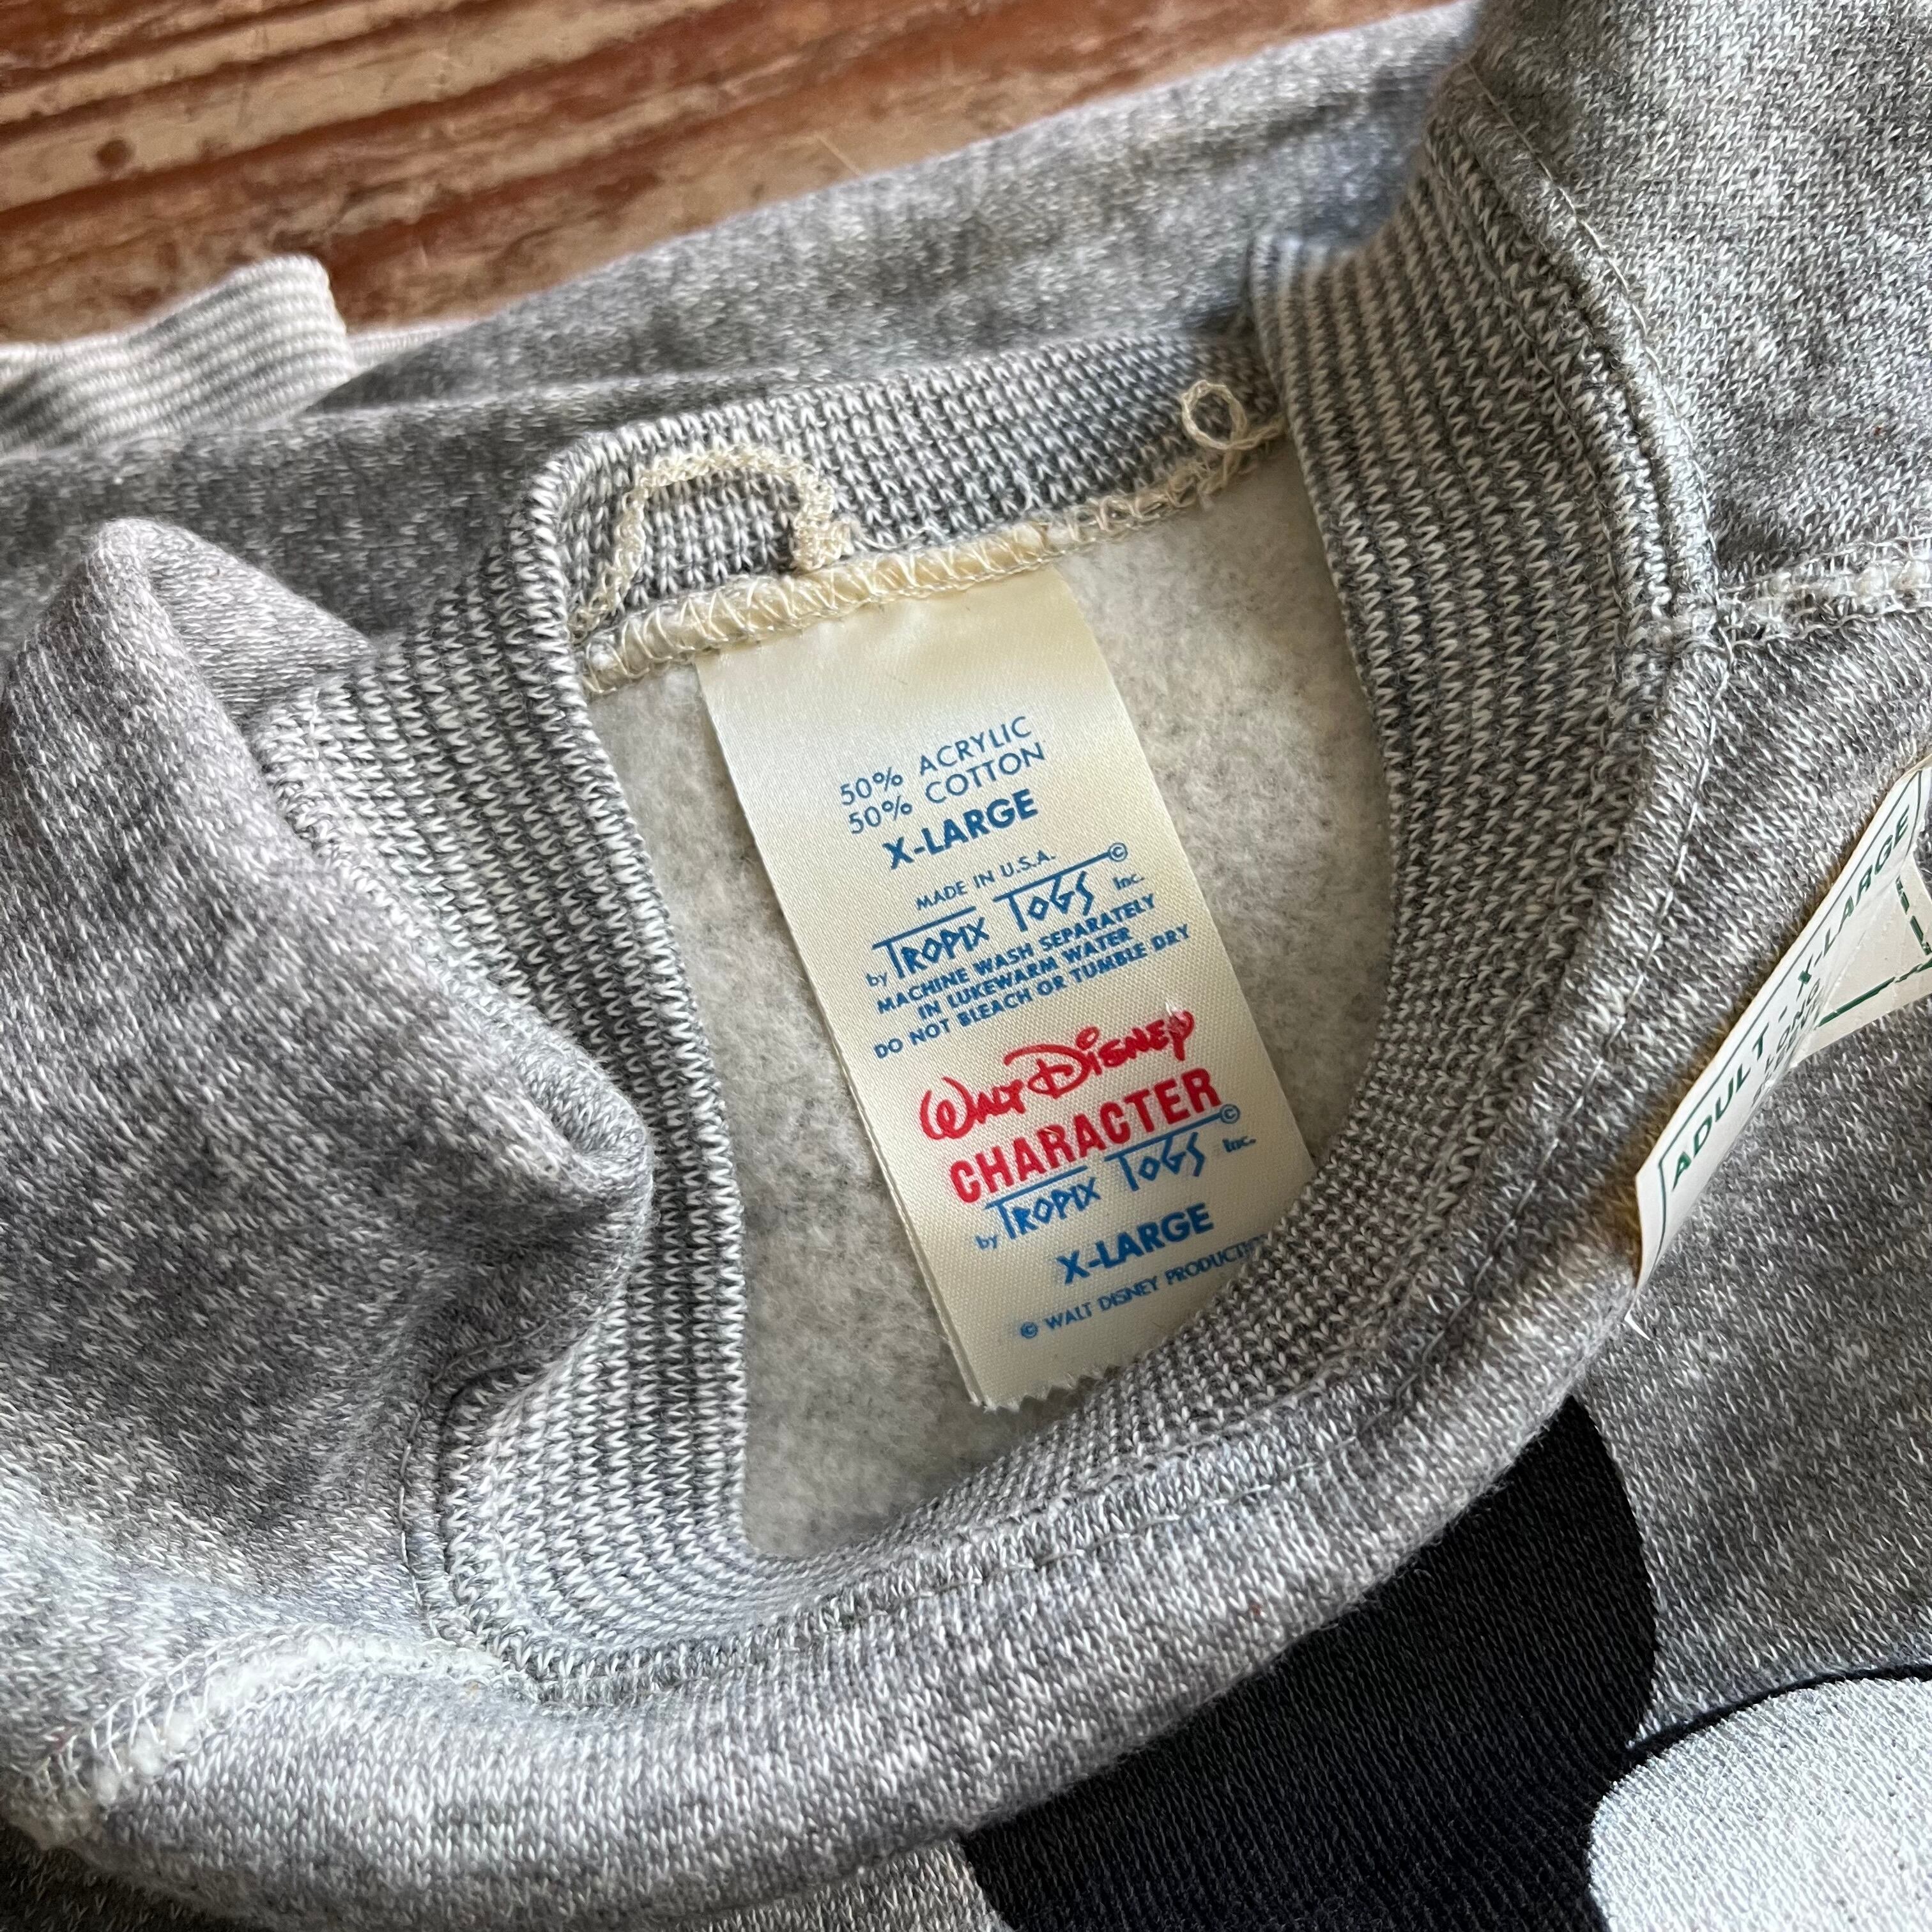 50% ACRYLIC
50% COTTON
X-LARGE
MADE IN U.S.A.
by TROPIX TOGS © Inc.
MACHINE WASH SEPARATELY
IN LUKEWARM WATER
DO NOT BLEACH OR TUMBLE DRY
WALT DISNEY
CHARACTER
by TROPIX TOGS © Inc.
X-LARGE
© WALT DISNEY
ADULT - X-LARGE